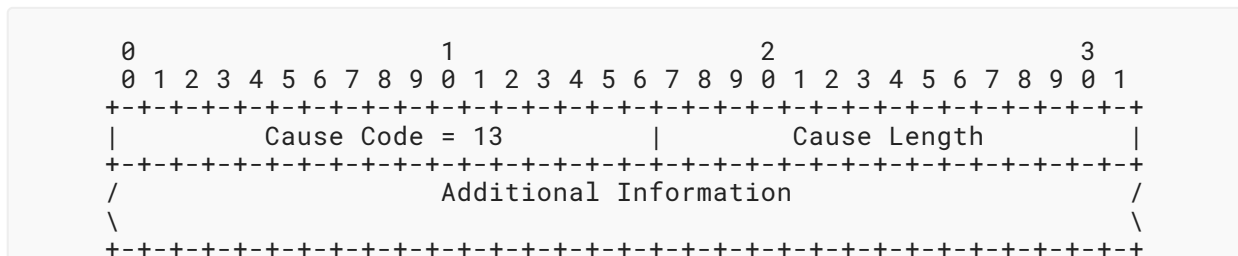 0                   1                   2                   3
0 1 2 3 4 5 6 7 8 9 0 1 2 3 4 5 6 7 8 9 0 1 2 3 4 5 6 7 8 9 0 1
+-+-+-+-+-+-+-+-+-+-+-+-+-+-+-+-+-+-+-+-+-+-+-+-+-+-+-+-+-+-+-+-+
|         Cause Code = 13         |        Cause Length         |
+-+-+-+-+-+-+-+-+-+-+-+-+-+-+-+-+-+-+-+-+-+-+-+-+-+-+-+-+-+-+-+-+
/                    Additional Information                     /
\                                                               \
+-+-+-+-+-+-+-+-+-+-+-+-+-+-+-+-+-+-+-+-+-+-+-+-+-+-+-+-+-+-+-+-+